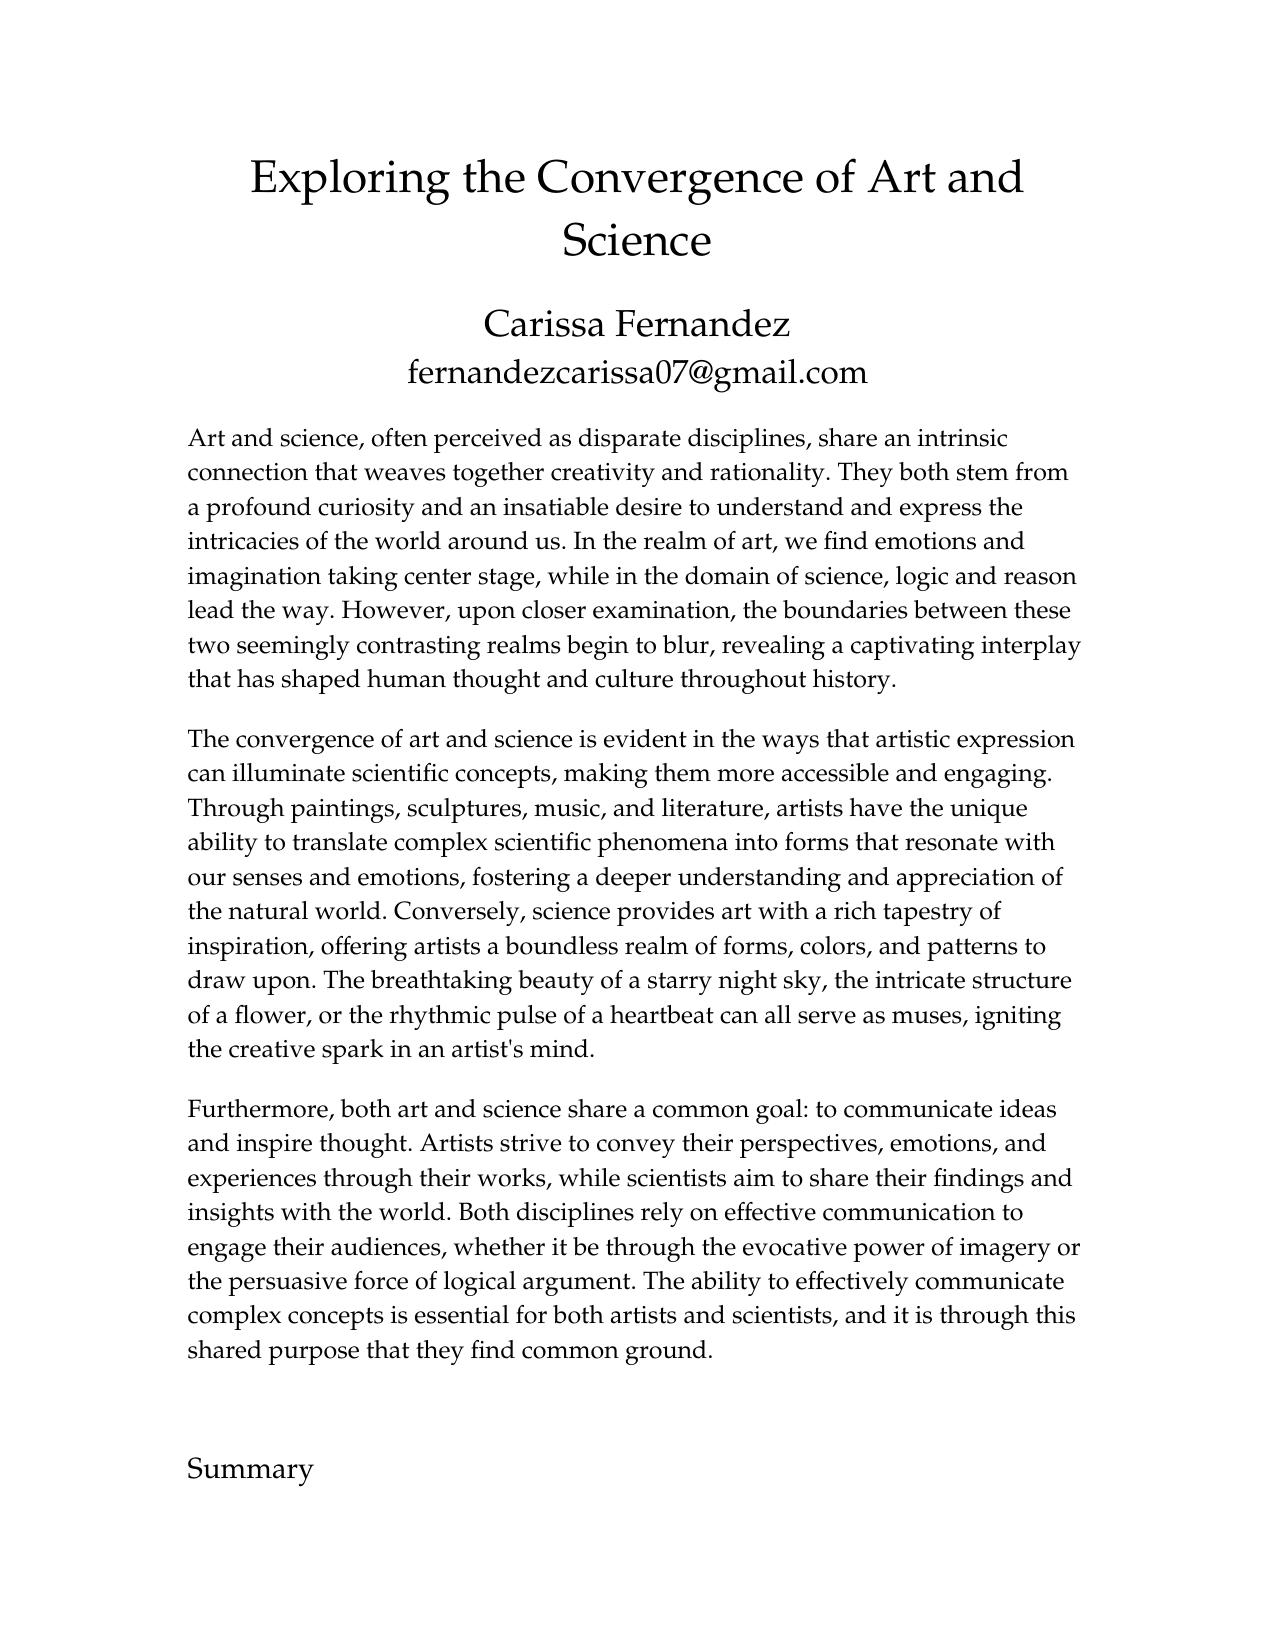 Exploring the Convergence of Art and
Science
Carissa Fernandez
fernandezcarissa07@gmail.com
Art and science, often perceived as disparate disciplines, share an intrinsic
connection that weaves together creativity and rationality. They both stem from
a profound curiosity and an insatiable desire to understand and express the
intricacies of the world around us. In the realm of art, we find emotions and
imagination taking center stage, while in the domain of science, logic and reason
lead the way. However, upon closer examination, the boundaries between these
two seemingly contrasting realms begin to blur, revealing a captivating interplay
that has shaped human thought and culture throughout history.
The convergence of art and science is evident in the ways that artistic expression
can illuminate scientific concepts, making them more accessible and engaging.
Through paintings, sculptures, music, and literature, artists have the unique
ability to translate complex scientific phenomena into forms that resonate with
our senses and emotions, fostering a deeper understanding and appreciation of
the natural world. Conversely, science provides art with a rich tapestry of
inspiration, offering artists a boundless realm of forms, colors, and patterns to
draw upon. The breathtaking beauty of a starry night sky, the intricate structure
of a flower, or the rhythmic pulse of a heartbeat can all serve as muses, igniting
the creative spark in an artist's mind.
Furthermore, both art and science share a common goal: to communicate ideas
and inspire thought. Artists strive to convey their perspectives, emotions, and
experiences through their works, while scientists aim to share their findings and
insights with the world. Both disciplines rely on effective communication to
engage their audiences, whether it be through the evocative power of imagery or
the persuasive force of logical argument. The ability to effectively communicate
complex concepts is essential for both artists and scientists, and it is through this
shared purpose that they find common ground.
Summary